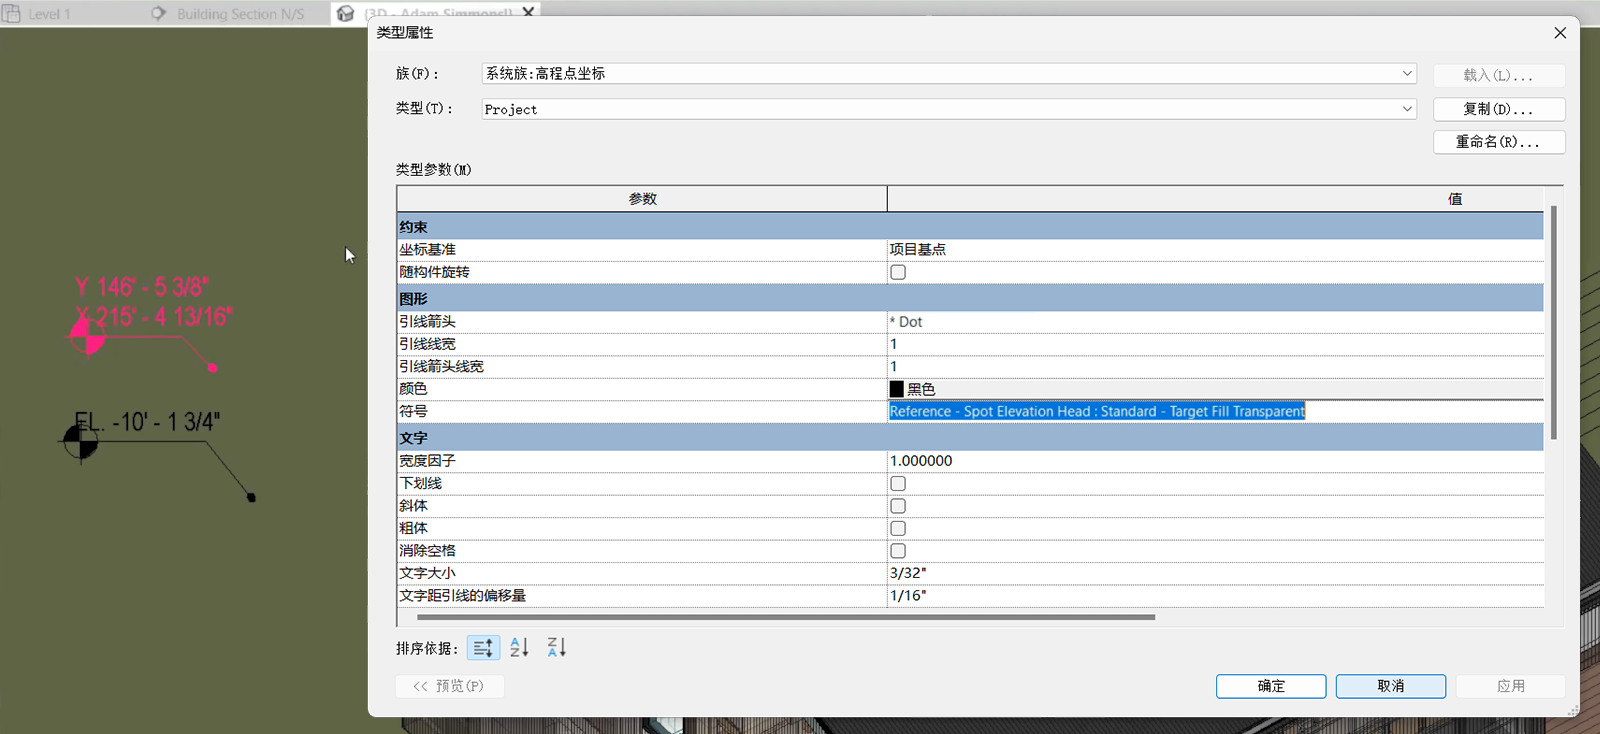 Level 1
Building Section N/S
(3D - Adam Simmonsl)
类型属性
族(F):
系统族:高程点坐标
载入(L)...
类型(T):
Project
复制(D)...
重命名(R)...
类型参数(M)
参数
值
约束
坐标基准
项目基点
随构件旋转
图形
引线箭头
* Dot
引线线宽
1
引线箭头线宽
1
颜色
黑色
符号
Reference - Spot Elevation Head : Standard - Target Fill Transparent
文字
宽度因子
1.000000
下划线
斜体
粗体
消除空格
文字大小
3/32"
文字距引线的偏移量
1/16"
排序依据:
<< 预览(P)
确定
取消
应用
Y 146' - 5 3/8"
X 215' - 4 13/16"
EL. -10' - 1 3/4"